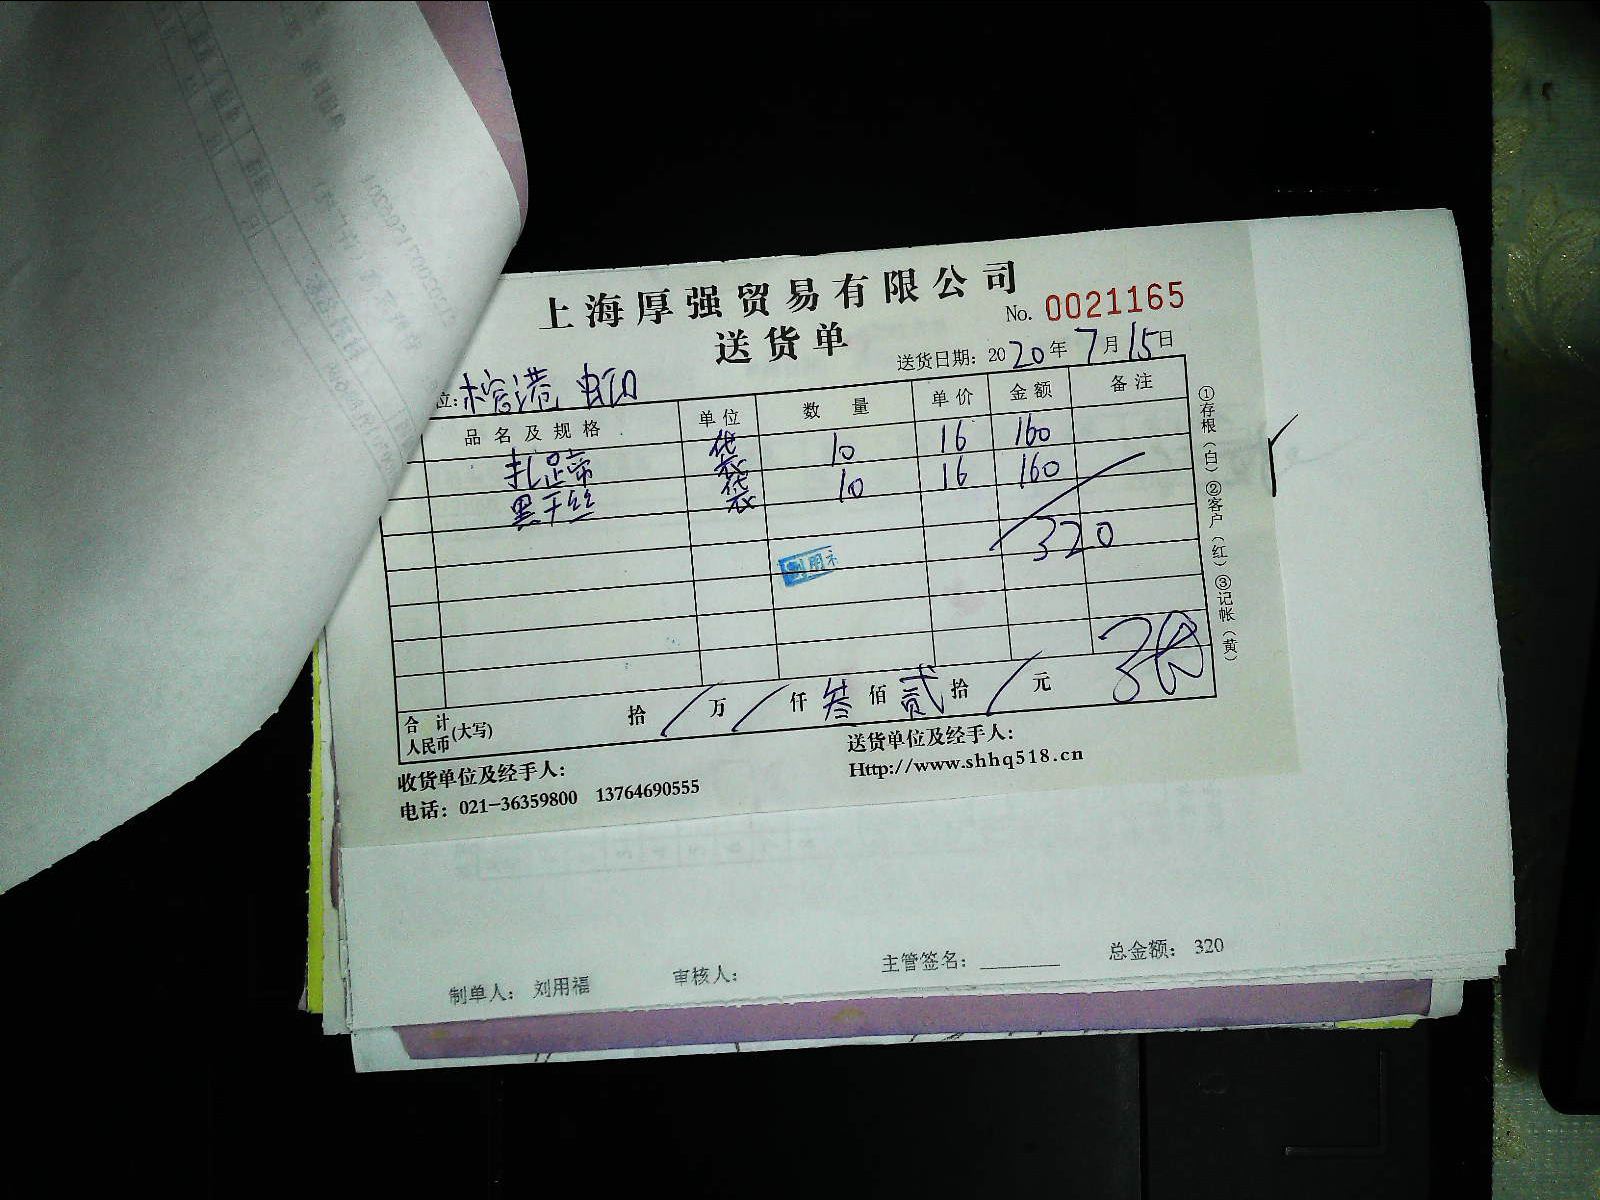 上海厚强贸易有限公司
送货单
No. 0021165
送货日期：2020年7月15日
位：榕港
品名及规格 单位 数量 单价 金额 备注
扎蹄 袋 10 16 160
黑干丝 袋 10 16 160
320
合计人民币(大写) 拾/万/仟叁佰贰拾/元
收货单位及经手人：
送货单位及经手人：
电话：021-36359800 13764690555
Http://www.shhq518.cn
①存根（白）②客户（红）③记帐（黄）
制单人： 刘用福 审核人： 主管签名： 总金额： 320